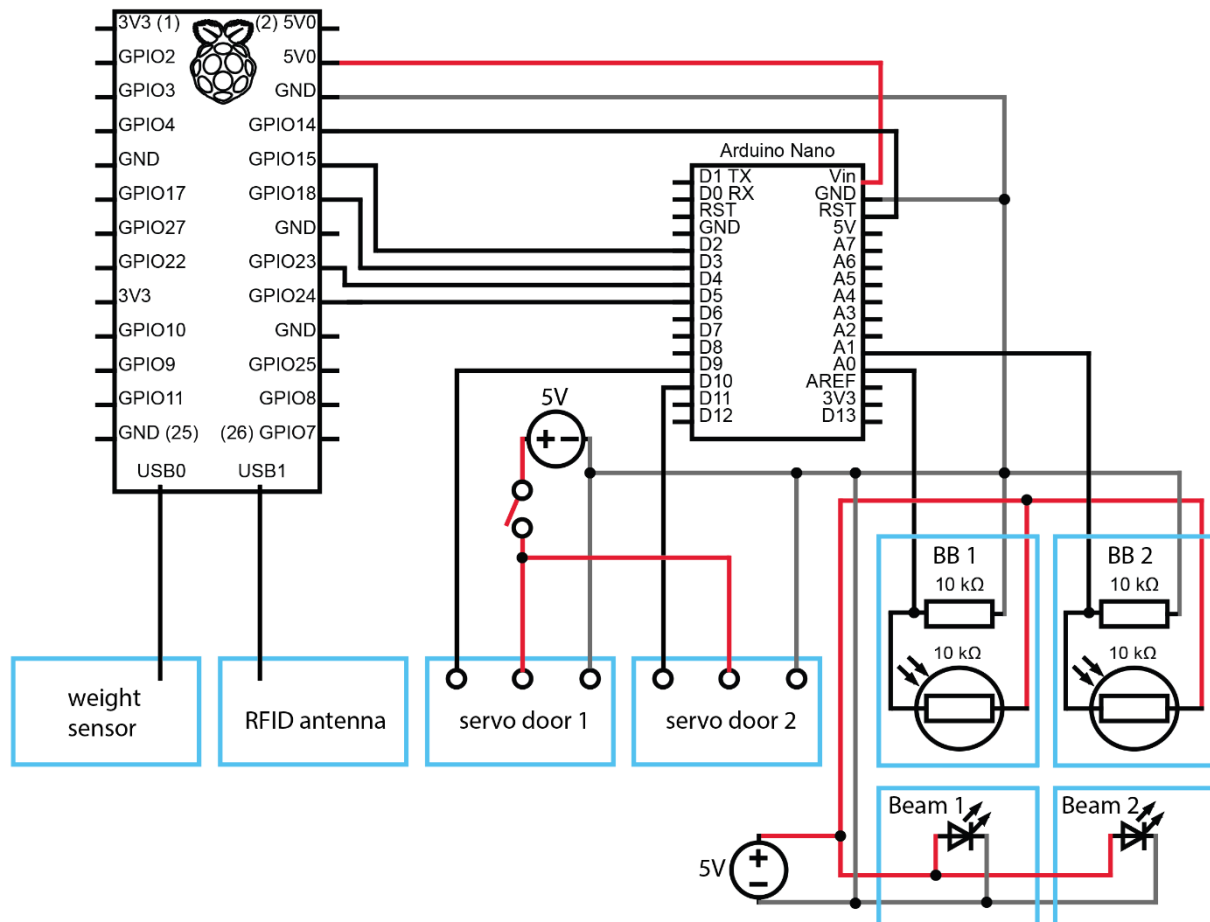 3V3 (1) (2) 5V0
GPIO2 5V0
GPIO3 GND
GPIO4 GPIO14
GND GPIO15
GPIO17 GPIO18
GPIO27 GND
GPIO22 GPIO23
3V3 GPIO24
GPIO10 GND
GPIO9 GPIO25
GPIO11 GPIO8
GND (25) (26) GPIO7
USB0 USB1
Arduino Nano
D1 TX Vin
D0 RX GND
RST RST
GND 5V
D2 A7
D3 A6
D4 A5
D5 A4
D6 A3
D7 A2
D8 A1
D9 A0
D10 AREF
D11 3V3
D12 D13
5V
+ −
BB 1
10 kΩ
10 kΩ
BB 2
10 kΩ
10 kΩ
weight
sensor
RFID antenna
servo door 1
servo door 2
Beam 1
Beam 2
5V
+
−